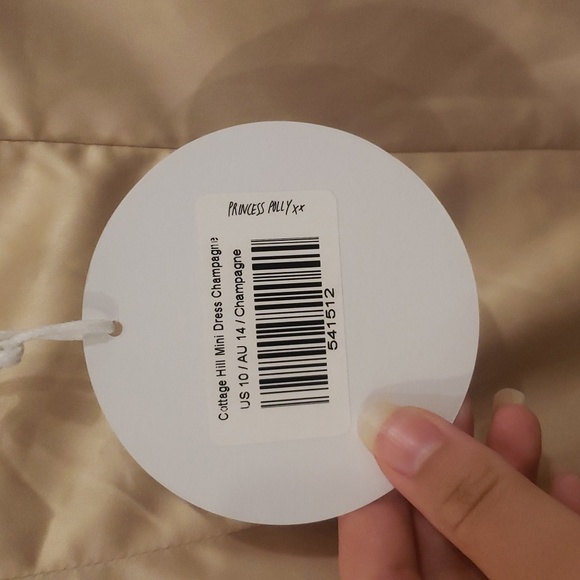 PRINCESS POLLY xx
Cottage Hill Mini Dress Champagne
US 10 / AU 14 / Champagne
541512